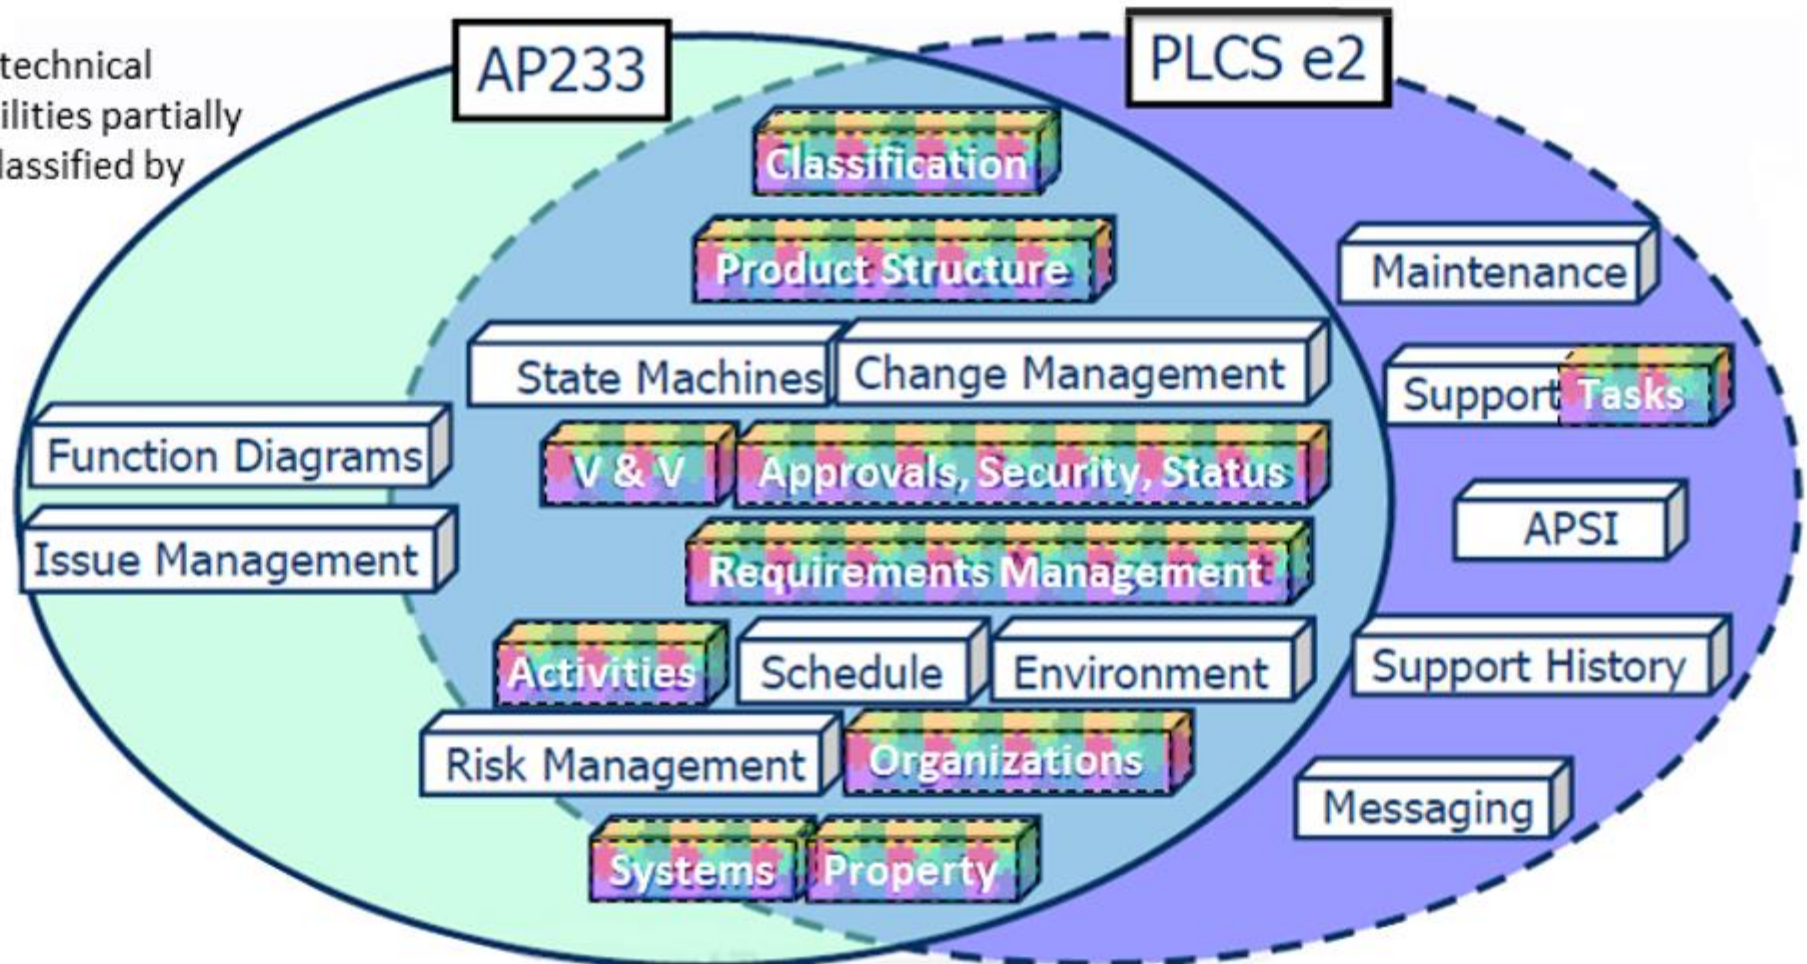 technical
ilities partially
lassified by
AP233
PLCS e2
Classification
Product Structure
State Machines
Change Management
Function Diagrams
Issue Management
V & V
Approvals, Security, Status
Requirements Management
Activities
Schedule
Environment
Risk Management
Organizations
Systems
Property
Maintenance
Support Tasks
APSI
Support History
Messaging